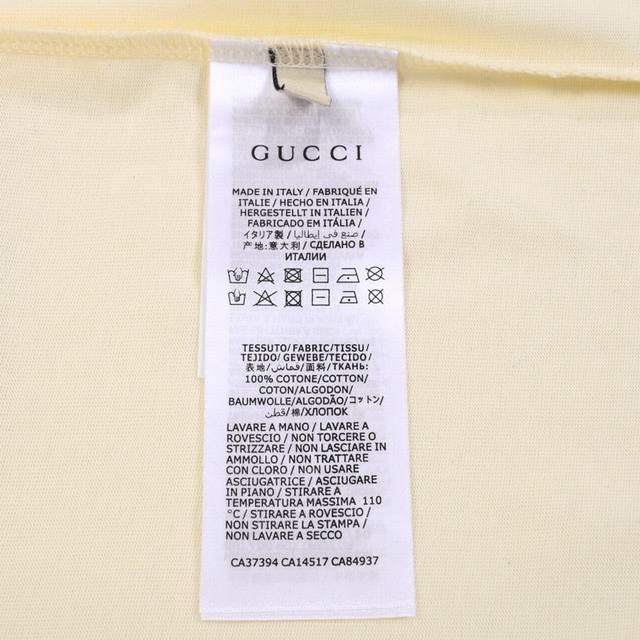 GUCCI
MADE IN ITALY / FABRIQUÉ EN
ITALIE / HECHO EN ITALIA /
HERGESTELLT IN ITALIEN /
FABRICADO EM ITÁLIA /
イタリア製 / صنع في إيطاليا /
产地:意大利 / СДЕЛАНО В
ИТАЛИИ
TESSUTO/FABRIC/TISSU/
TEJIDO/ GEWEBE/TECIDO/
表地/قماش/面料/ТКАНЬ:
100% COTONE/COTTON/
COTON/ALGODON/
BAUMWOLLE/ALGODÃO/コットン/
قطن/棉/ХЛОПОК
LAVARE A MANO / LAVARE A
ROVESCIO / NON TORCERE O
STRIZZARE / NON LASCIARE IN
AMMOLLO / NON TRATTARE
CON CLORO / NON USARE
ASCIUGATRICE / ASCIUGARE
IN PIANO / STIRARE A
TEMPERATURA MASSIMA 110
°C / STIRARE A ROVESCIO /
NON STIRARE LA STAMPA /
NON LAVARE A SECCO
CA37394 CA14517 CA84937